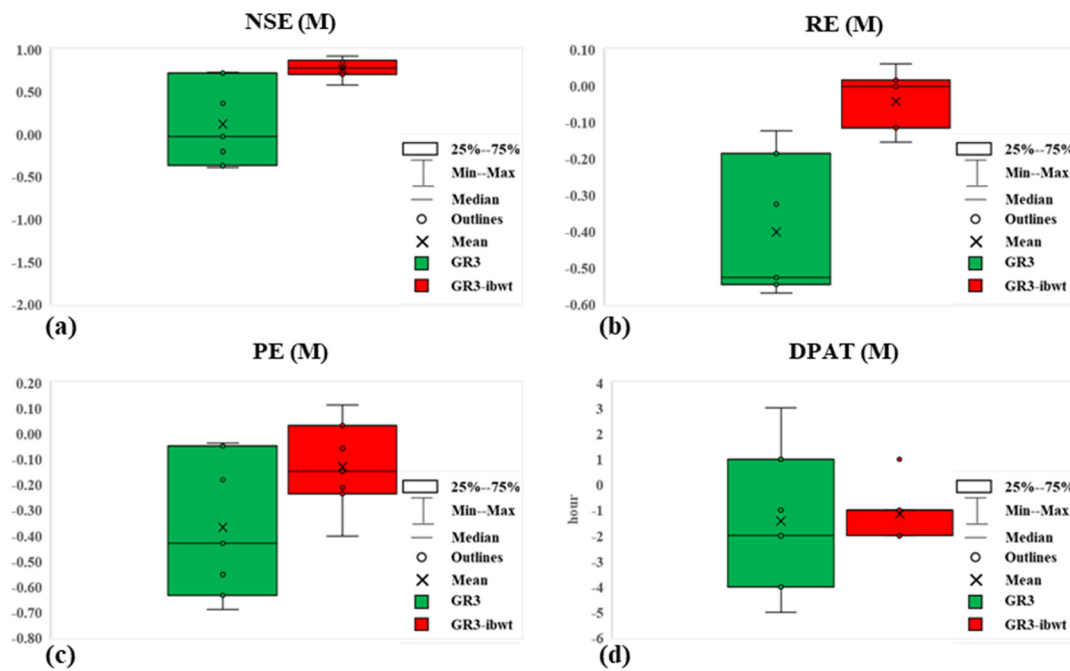 NSE (M)
1.00
0.50
0.00
-0.50
-1.00
-1.50
-2.00
25%--75%
Min--Max
Median
Outlines
Mean
GR3
GR3-ibwt
(a)
RE (M)
0.10
0.00
-0.10
-0.20
-0.30
-0.40
-0.50
-0.60
25%--75%
Min--Max
Median
Outlines
Mean
GR3
GR3-ibwt
(b)
PE (M)
0.20
0.10
0.00
-0.10
-0.20
-0.30
-0.40
-0.50
-0.60
-0.70
-0.80
25%--75%
Min--Max
Median
Outlines
Mean
GR3
GR3-ibwt
(c)
DPAT (M)
4
3
2
1
0
-1
-2
-3
-4
-5
-6
hour
25%--75%
Min--Max
Median
Outlines
Mean
GR3
GR3-ibwt
(d)